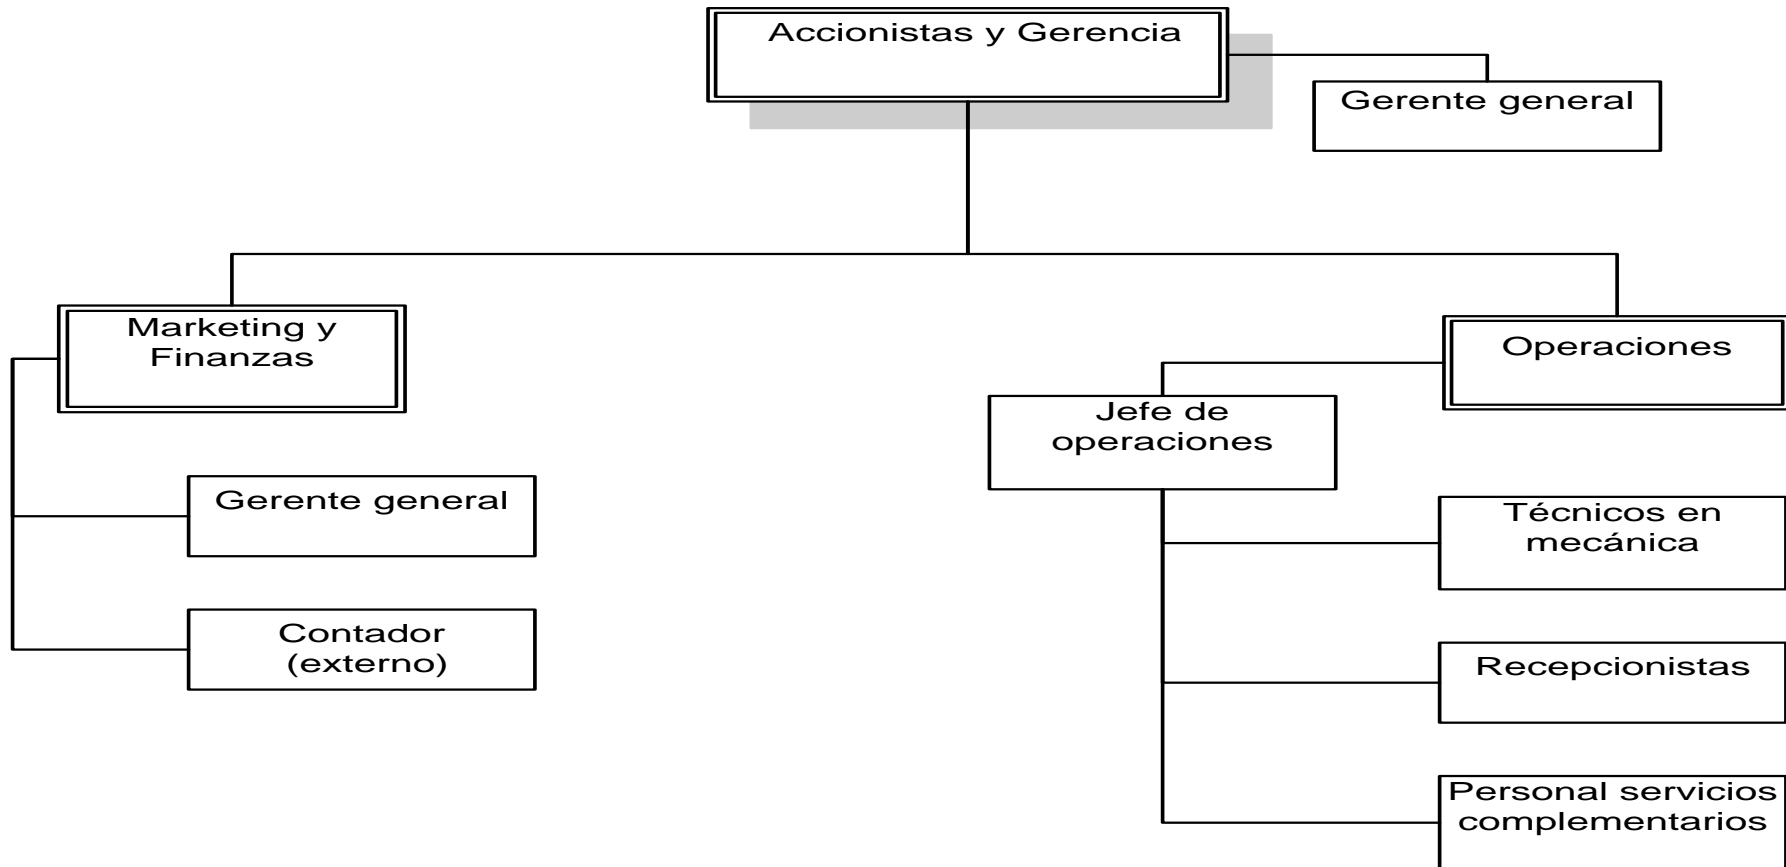 Accionistas y Gerencia
Gerente general
Marketing y
Finanzas
Operaciones
Jefe de
operaciones
Gerente general
Técnicos en
mecánica
Contador
(externo)
Recepcionistas
Personal servicios
complementarios